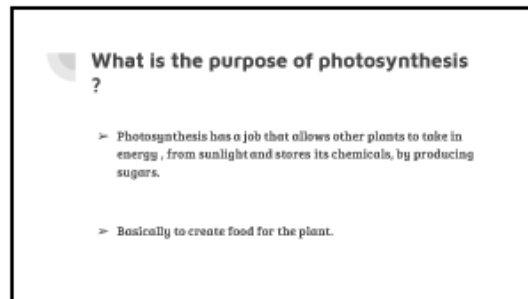 What is the purpose of photosynthesis
?
➢ Photosynthesis has a job that allows other plants to take in
energy , from sunlight and stores its chemicals, by producing
sugars.
➢ Basically to create food for the plant.